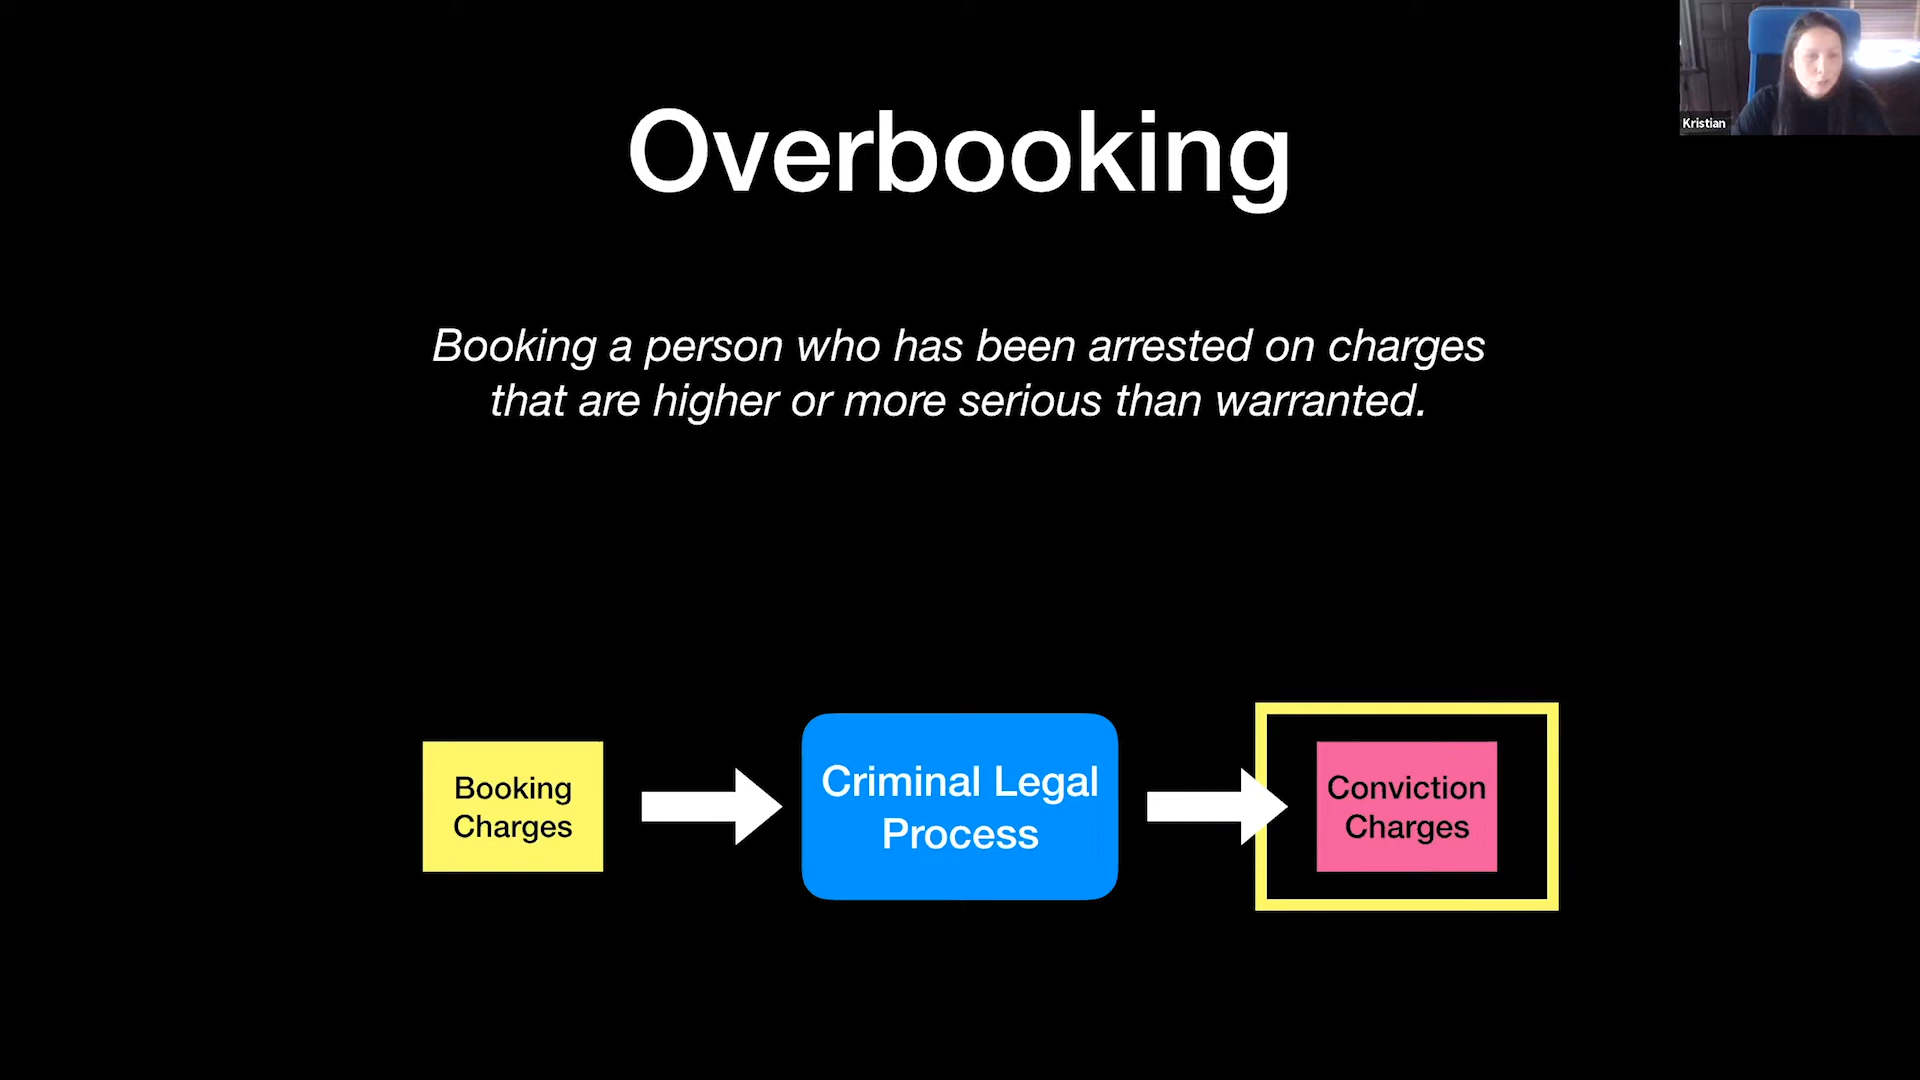 Overbooking
Kristian
Booking a person who has been arrested on charges
that are higher or more serious than warranted.
Booking
Charges
Criminal Legal
Process
Conviction
Charges